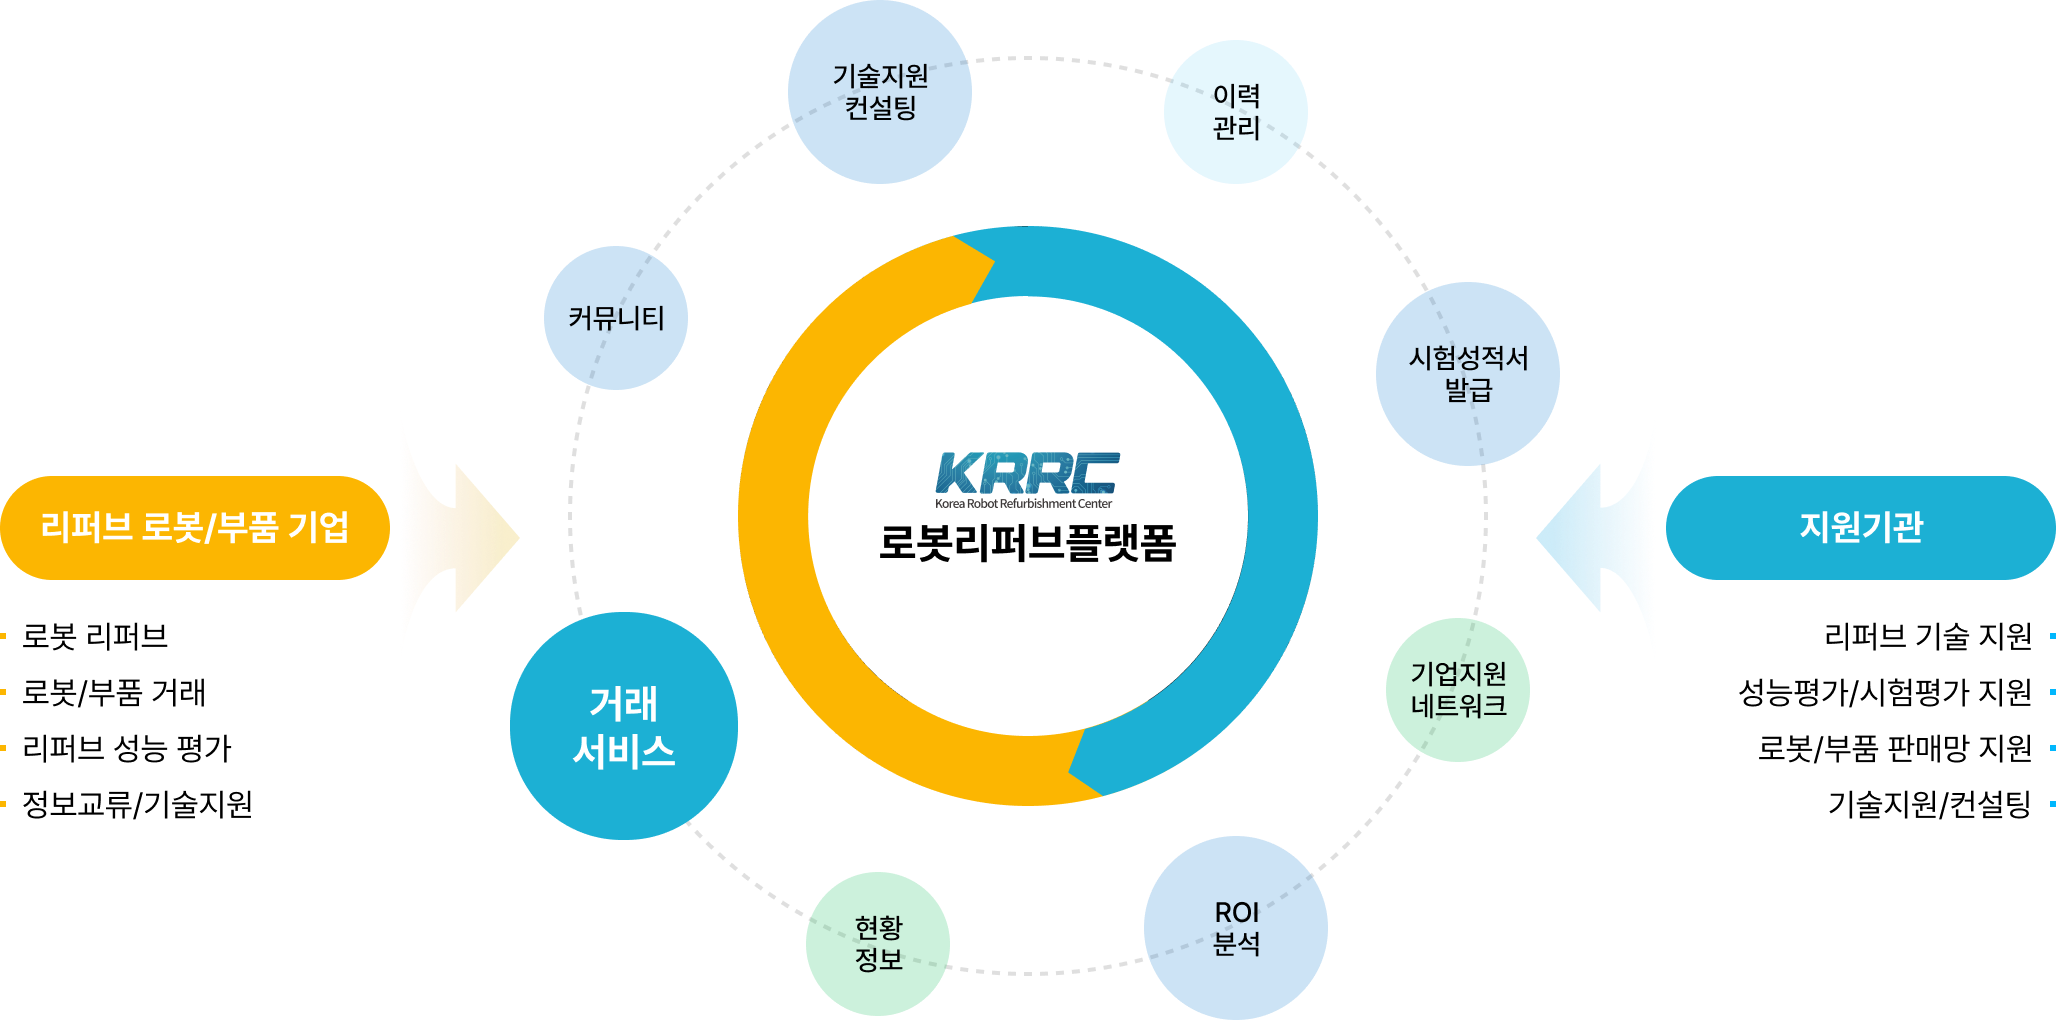 기술지원
컨설팅
이력
관리
커뮤니티
시험성적서
발급
KRRC
Korea Robot Refurbishment Center
로봇리퍼브플랫폼
리퍼브 로봇/부품 기업
로봇 리퍼브
로봇/부품 거래
리퍼브 성능 평가
정보교류/기술지원
지원기관
리퍼브 기술 지원
성능평가/시험평가 지원
로봇/부품 판매망 지원
기술지원/컨설팅
거래
서비스
기업지원
네트워크
현황
정보
ROI
분석